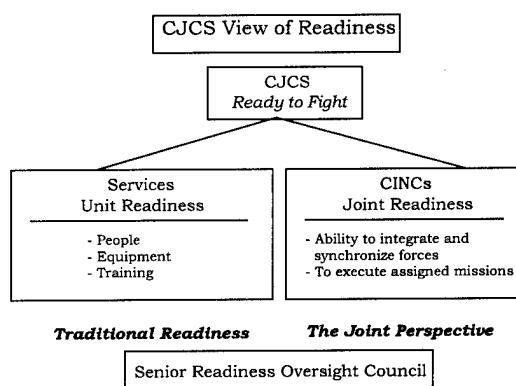 CJCS View of Readiness
CJCS
Ready to Fight
Services
Unit Readiness
- People
- Equipment
- Training
CINCs
Joint Readiness
- Ability to integrate and
synchronize forces
- To execute assigned missions
Traditional Readiness
The Joint Perspective
Senior Readiness Oversight Council